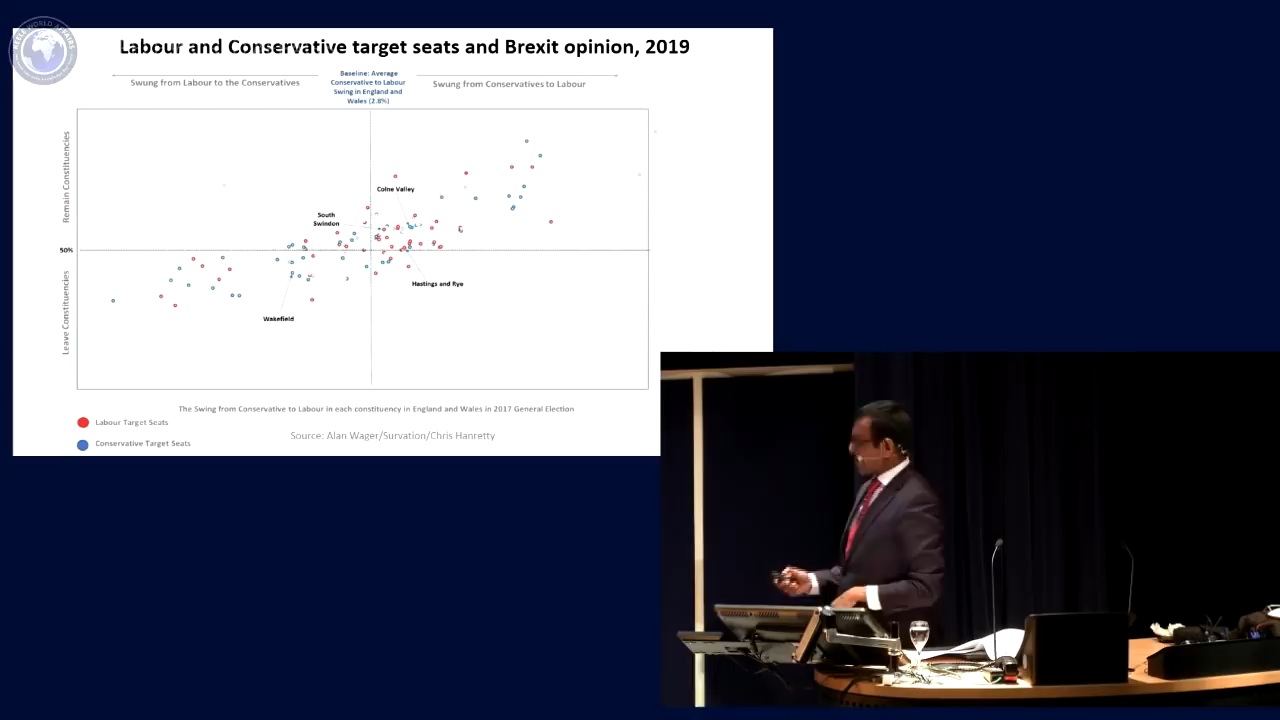 KEELE WORLD AFFAIRS
Labour and Conservative target seats and Brexit opinion, 2019
Swung from Labour to the Conservatives
Baseline: Average
Conservative to Labour
Swing in England and
Wales (2.8%)
Swung from Conservatives to Labour
Remain Constituencies
Colne Valley
South
Swindon
50%
Hastings and Rye
Leave Constituencies
Wakefield
The Swing from Conservative to Labour in each constituency in England and Wales in 2017 General Election
Labour Target Seats
Source: Alan Wager/Survation/Chris Hanretty
Conservative Target Seats